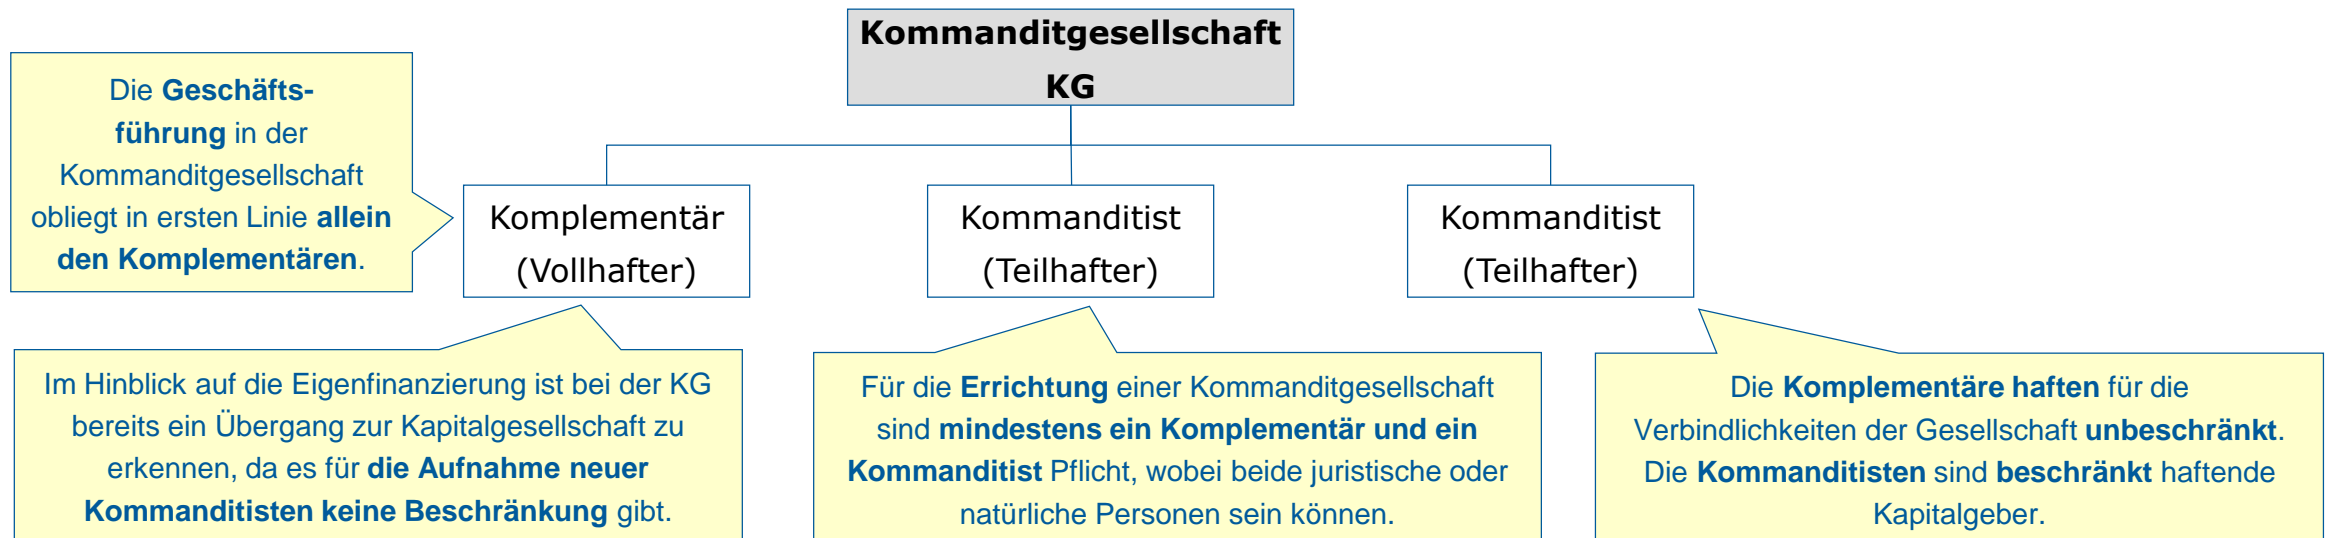 Kommanditgesellschaft
KG
Die Geschäfts-
führung in der
Kommanditgesellschaft
obliegt in ersten Linie allein
den Komplementären.
Komplementär
(Vollhafter)
Kommanditist
(Teilhafter)
Kommanditist
(Teilhafter)
Im Hinblick auf die Eigenfinanzierung ist bei der KG
bereits ein Übergang zur Kapitalgesellschaft zu
erkennen, da es für die Aufnahme neuer
Kommanditisten keine Beschränkung gibt.
Für die Errichtung einer Kommanditgesellschaft
sind mindestens ein Komplementär und ein
Kommanditist Pflicht, wobei beide juristische oder
natürliche Personen sein können.
Die Komplementäre haften für die
Verbindlichkeiten der Gesellschaft unbeschränkt.
Die Kommanditisten sind beschränkt haftende
Kapitalgeber.